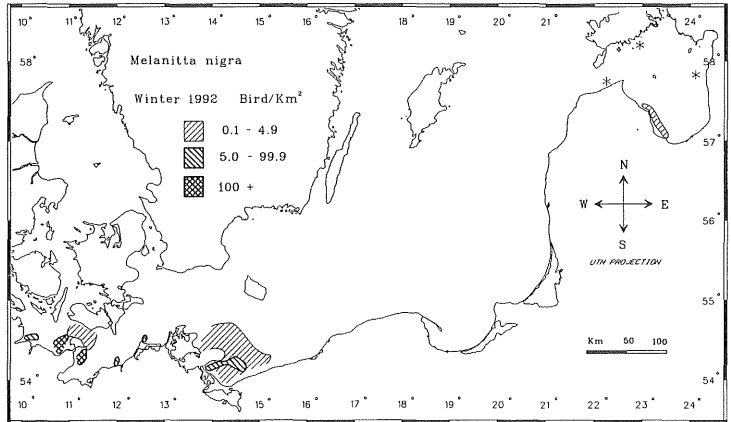 10° 11° 12° 13° 14° 15° 16° 17° 18° 19° 20° 21° 22° 23° 24°
58° 58°
Melanitta nigra
Winter 1992 Bird/Km²
0.1 - 4.9
5.0 - 99.9
100 +
57°
N
W E
S
UTM PROJECTION
56° 56°
55° 55°
Km 50 100
54° 54°
10 11 12 13 14 15 16 17 18 19 20 21 22 23 24